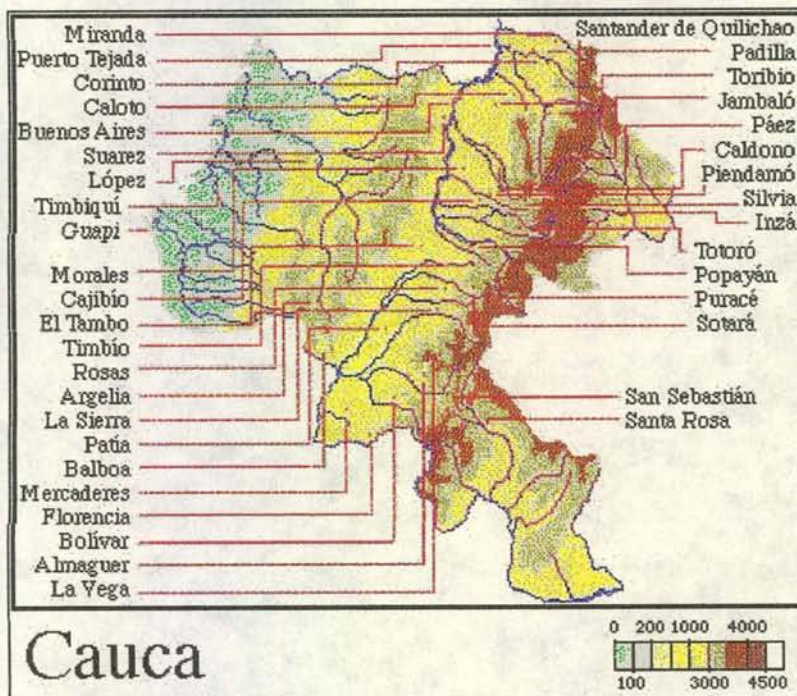 Miranda
Puerto Tejada
Corinto
Caloto
Buenos Aires
Suarez
López
Timbiquí
Guapi
Morales
Cajibío
El Tambo
Timbío
Rosas
Argelia
La Sierra
Patía
Balboa
Mercaderes
Florencia
Bolívar
Almaguer
La Vega
Santander de Quilichao
Padilla
Toribio
Jambaló
Páez
Caldono
Piendamó
Silvia
Inzá
Totoró
Popayán
Puracé
Sotará
San Sebastián
Santa Rosa
Cauca
0 200 1000 4000
100 3000 4500